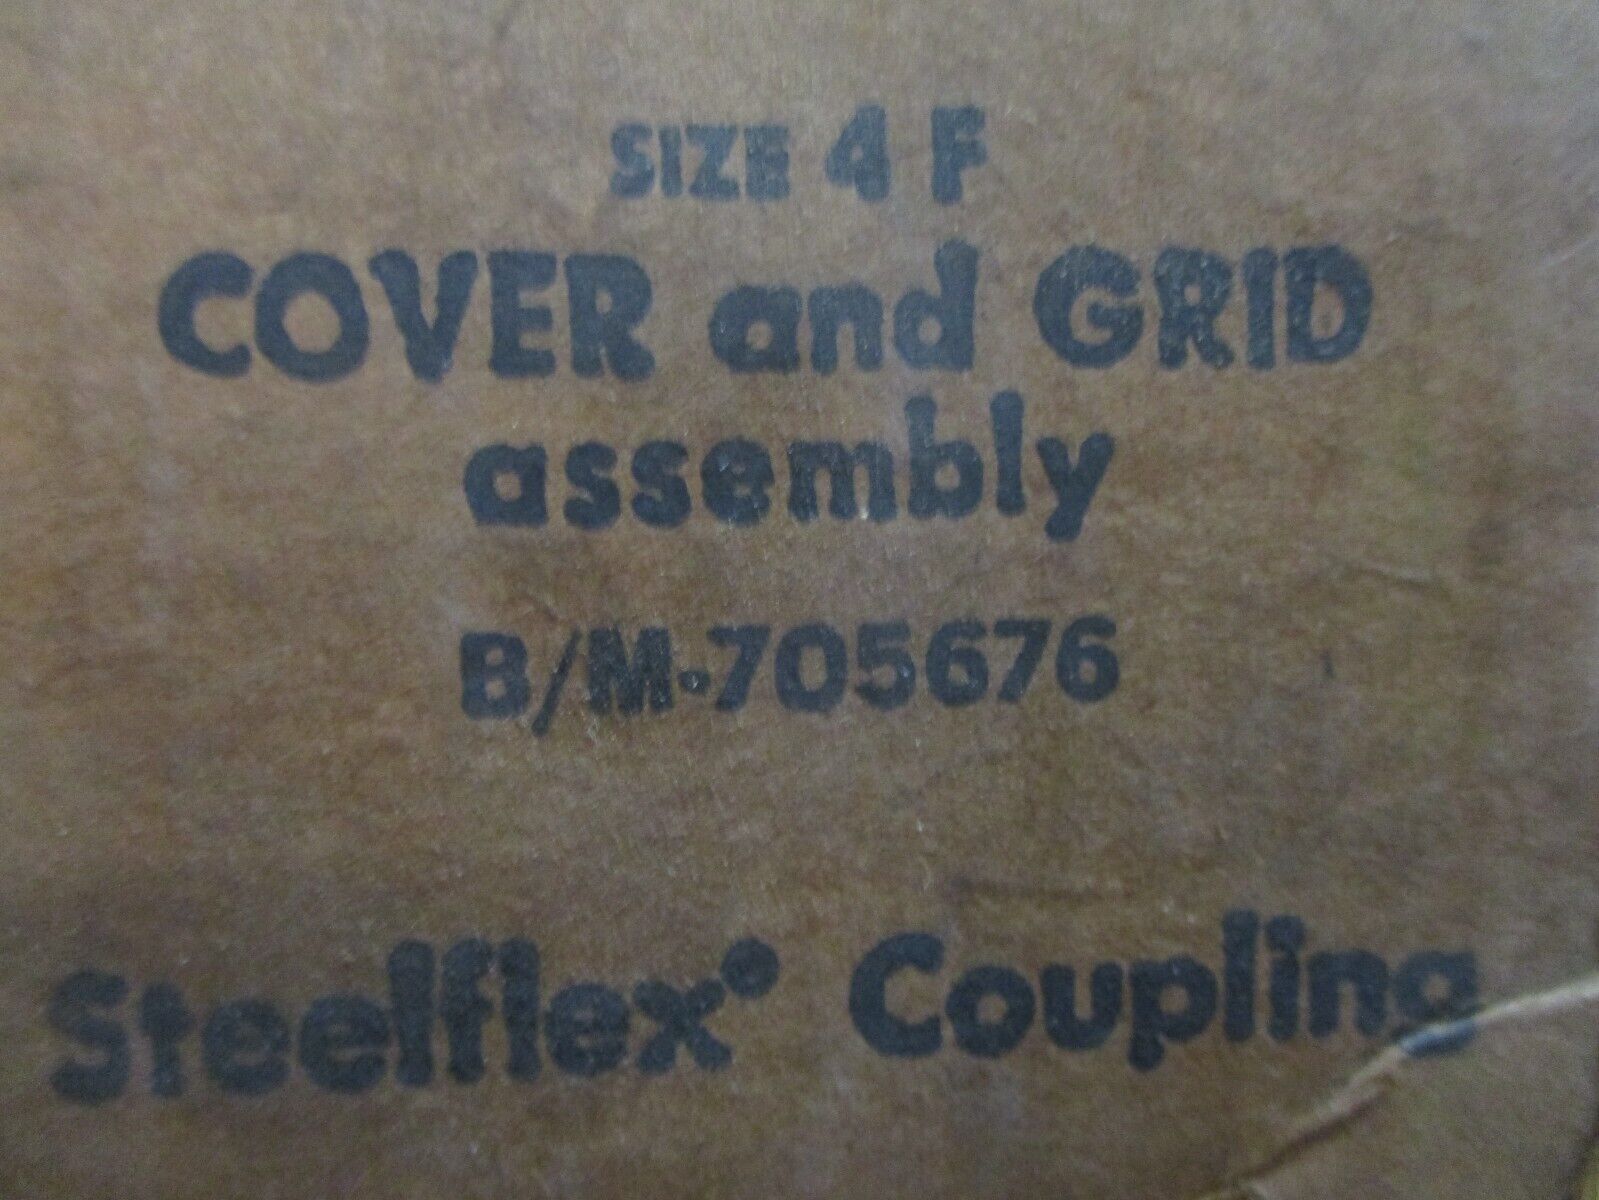 SIZE 4 F
COVER and GRID
assembly
B/M-705676
Steelflex® Coupling